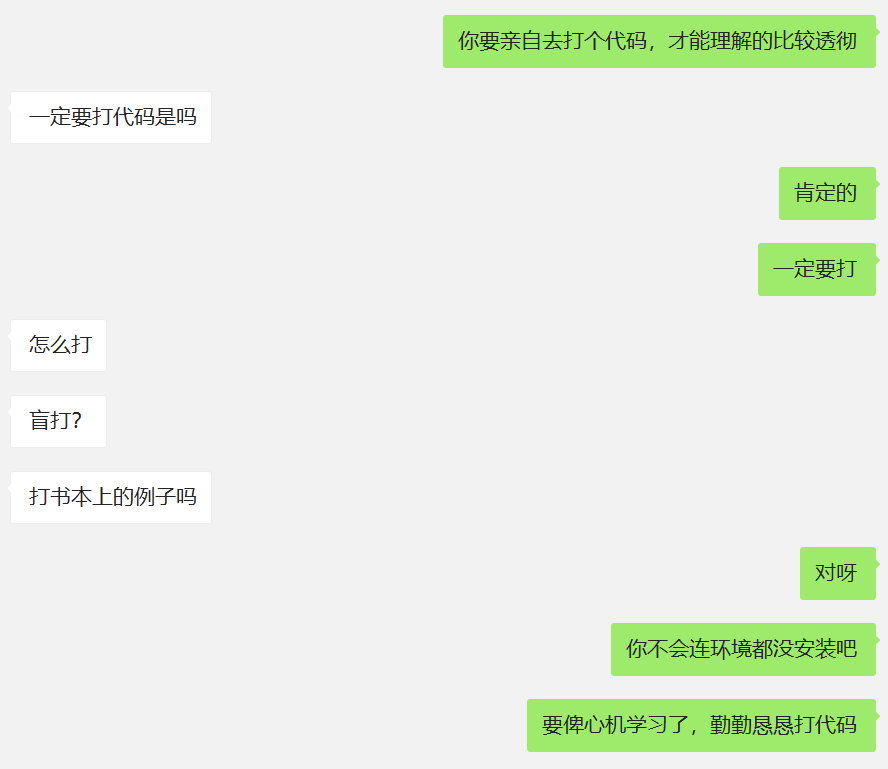 你要亲自去打个代码，才能理解的比较透彻
一定要打代码是吗
肯定的
一定要打
怎么打
盲打？
打书本上的例子吗
对呀
你不会连环境都没安装吧
要俾心机学习了，勤勤恳恳打代码